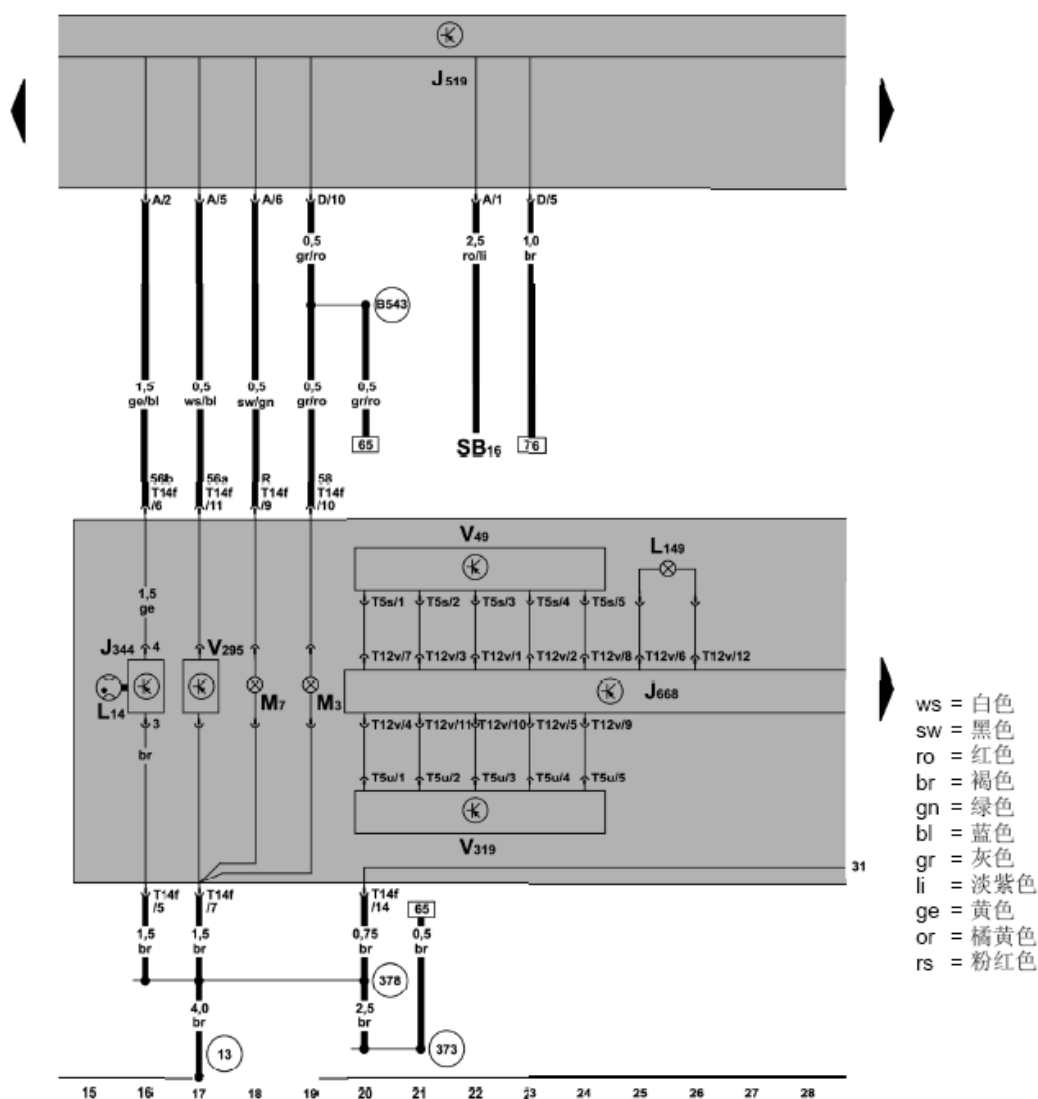 J519
A/2 A/5 A/6 D/10 A/1 D/5
0,5 2,5 1,0
gr/ro ro/li br
B543
1,5 0,5 0,5 0,5 0,5
ge/bl ws/bl sw/gn gr/ro gr/ro
65 SB16 76
56b 56a R 58
T14f T14f T14f T14f
/6 /11 /9 /10
V49
L149
T5s/1 T5s/2 T5s/3 T5s/4 T5s/5
1,5
ge
J344 4 V295
T12v/7 T12v/3 T12v/1 T12v/2 T12v/8 T12v/6 T12v/12
L14 M7 M3 J668
3
T12v/4 T12v/11 T12v/10 T12v/5 T12v/9
br
T5u/1 T5u/2 T5u/3 T5u/4 T5u/5
V319
31
T14f T14f T14f
/5 /7 /14 65
1,5 1,5 0,75 0,5
br br br br
378
4,0 2,5
br br
13 373
15 16 17 18 19 20 21 22 23 24 25 26 27 28
ws = 白色
sw = 黑色
ro = 红色
br = 褐色
gn = 绿色
bl = 蓝色
gr = 灰色
li = 淡紫色
ge = 黄色
or = 橘黄色
rs = 粉红色